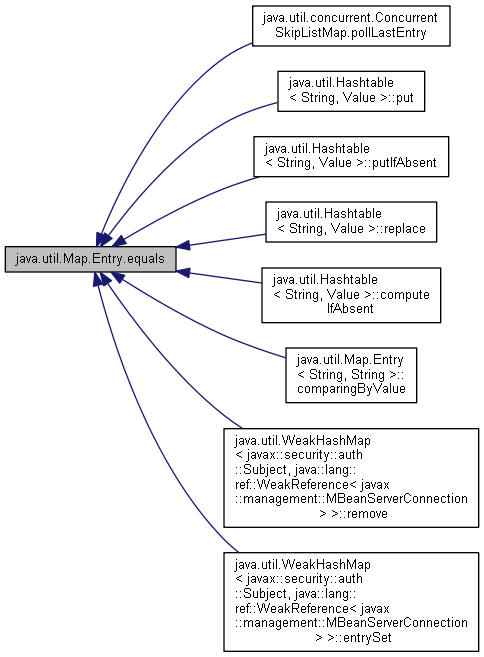 java.util.concurrent.Concurrent
SkipListMap.pollLastEntry
java.util.Hashtable
< String, Value >::put
java.util.Hashtable
< String, Value >::putIfAbsent
java.util.Hashtable
< String, Value >::replace
java.util.Map.Entry.equals
java.util.Hashtable
< String, Value >::compute
IfAbsent
java.util.Map.Entry
< String, String >::
comparingByValue
java.util.WeakHashMap
< javax::security::auth
::Subject, java::lang::
ref::WeakReference< javax
::management::MBeanServerConnection
> >::remove
java.util.WeakHashMap
< javax::security::auth
::Subject, java::lang::
ref::WeakReference< javax
::management::MBeanServerConnection
> >::entrySet